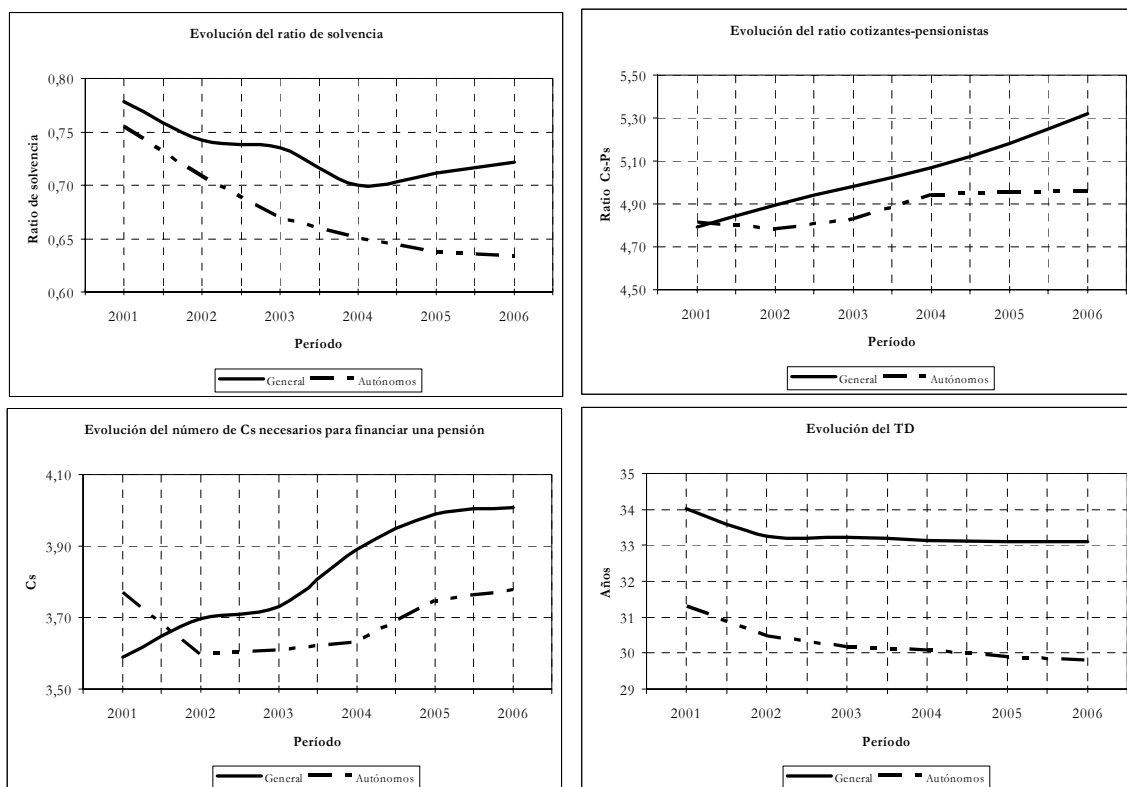 Evolución del ratio de solvencia
0,80
0,75
0,70
0,65
0,60
Ratio de solvencia
2001 2002 2003 2004 2005 2006
Período
General Autónomos
Evolución del ratio cotizantes-pensionistas
5,50
5,30
5,10
4,90
4,70
4,50
Ratio Cs-Ps
2001 2002 2003 2004 2005 2006
Período
General Autónomos
Evolución del número de Cs necesarios para financiar una pensión
4,10
3,90
3,70
3,50
Cs
2001 2002 2003 2004 2005 2006
Período
General Autónomos
Evolución del TD
35
34
33
32
31
30
29
Años
2001 2002 2003 2004 2005 2006
Período
General Autónomos